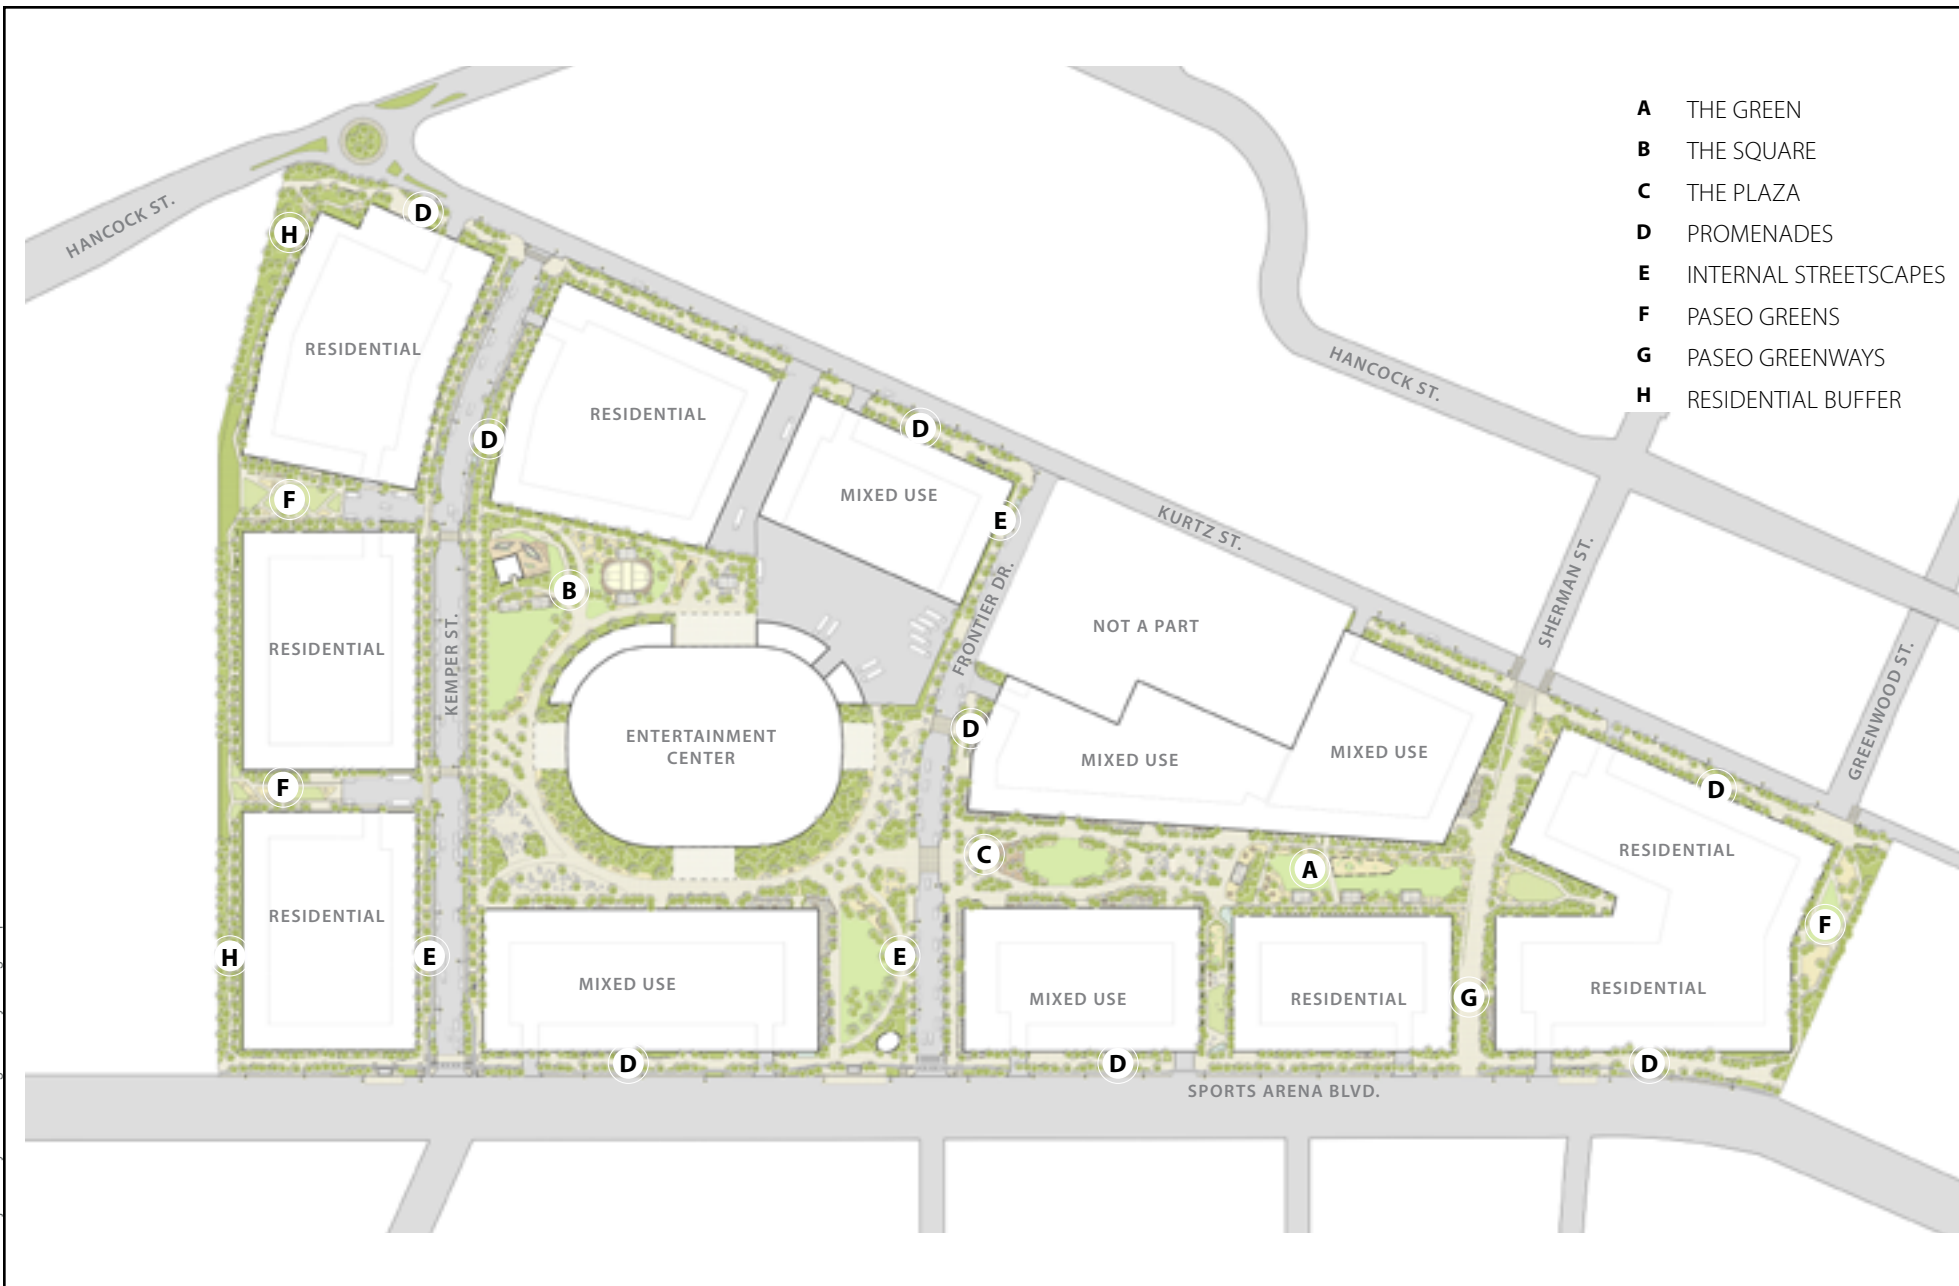 A THE GREEN
B THE SQUARE
C THE PLAZA
D PROMENADES
E INTERNAL STREETSCAPES
F PASEO GREENS
G PASEO GREENWAYS
H RESIDENTIAL BUFFER
HANCOCK ST.
D
H
RESIDENTIAL
HANCOCK ST.
RESIDENTIAL
D
D
MIXED USE
F
E
KURTZ ST.
SHERMAN ST.
B
FRONTIER DR.
NOT A PART
RESIDENTIAL
KEMPER ST.
GREENWOOD ST.
D
ENTERTAINMENT
CENTER
MIXED USE
MIXED USE
F
D
C
A
RESIDENTIAL
RESIDENTIAL
F
H
E
MIXED USE
E
MIXED USE
RESIDENTIAL
G
RESIDENTIAL
D
D
D
SPORTS ARENA BLVD.